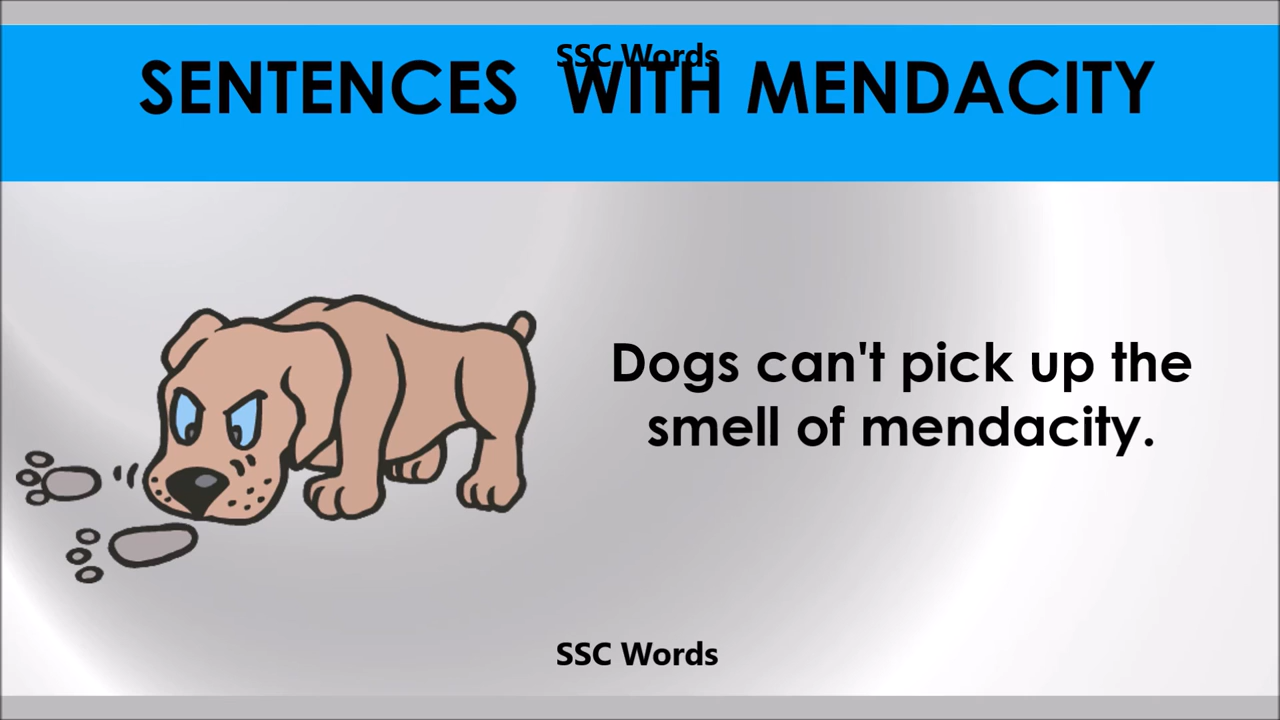 SSC Words
SENTENCES WITH MENDACITY
Dogs can't pick up the
smell of mendacity.
SSC Words